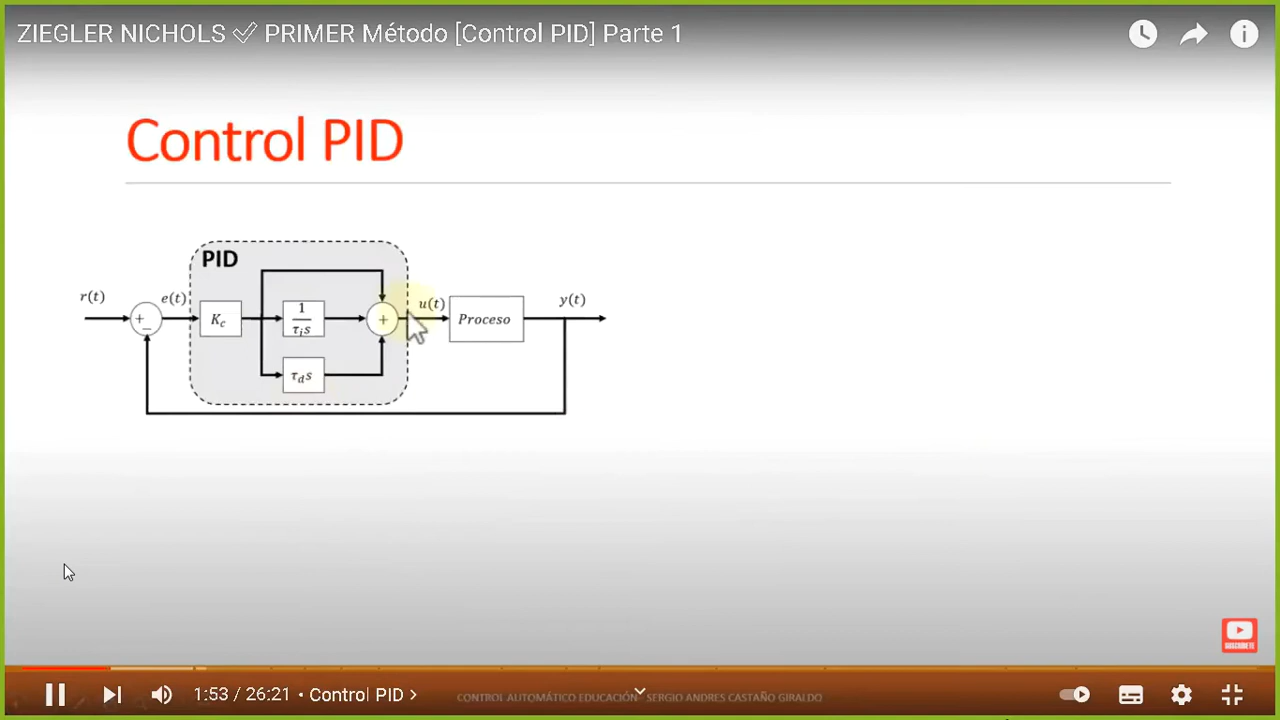 ZIEGLER NICHOLS ✅ PRIMER Método [Control PID] Parte 1
Control PID
PID
r(t)
e(t)
+
−
K_c
1
τ_i s
τ_d s
+
u(t)
Proceso
y(t)
SUSCRÍBETE
1:53 / 26:21 • Control PID >
CONTROL AUTOMÁTICO EDUCACIÓN- SERGIO ANDRES CASTAÑO GIRALDO